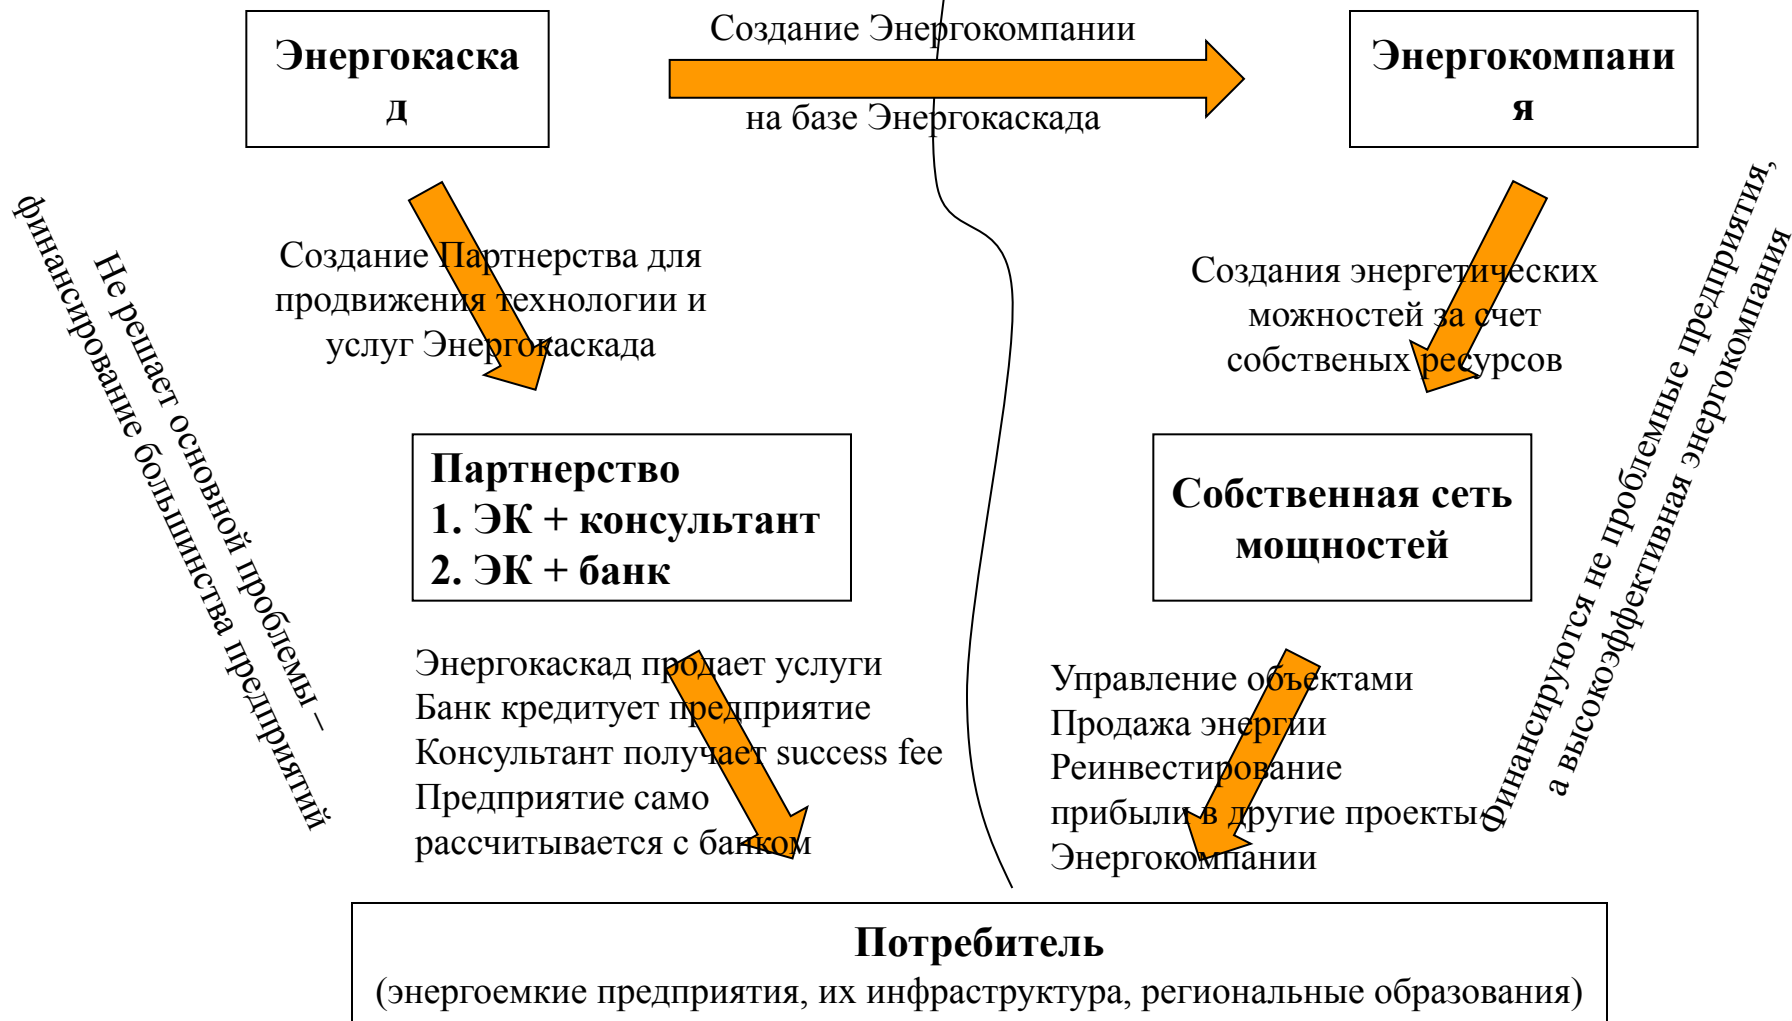 Энергокаска
д
Создание Энергокомпании
на базе Энергокаскада
Энергокомпани
я
Не решает основной проблемы –
финансирование большинства предприятий
Создание Партнерства для
продвижения технологии и
услуг Энергокаскада
Создания энергетических
можностей за счет
собственых ресурсов
Финансируются не проблемные предприятия,
а высокоэффективная энергокомпания
Партнерство
1. ЭК + консультант
2. ЭК + банк
Собственная сеть
мощностей
Энергокаскад продает услуги
Банк кредитует предприятие
Консультант получает success fee
Предприятие само
рассчитывается с банком
Управление объектами
Продажа энергии
Реинвестирование
прибыли в другие проекты
Энергокомпании
Потребитель
(энергоемкие предприятия, их инфраструктура, региональные образования)